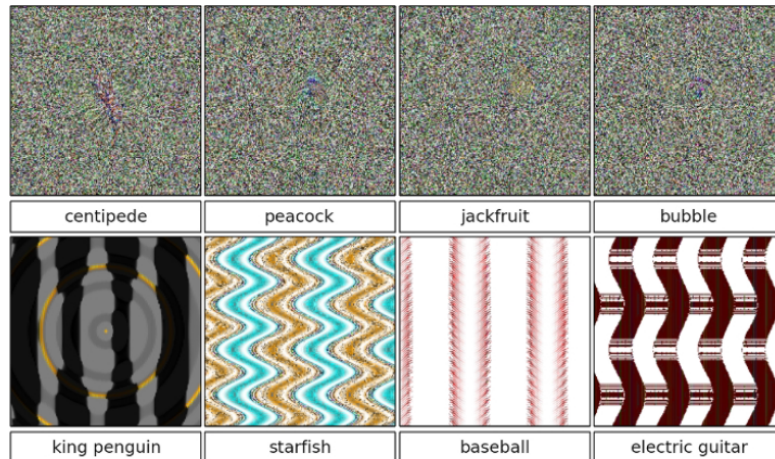 centipede
peacock
jackfruit
bubble
king penguin
starfish
baseball
electric guitar